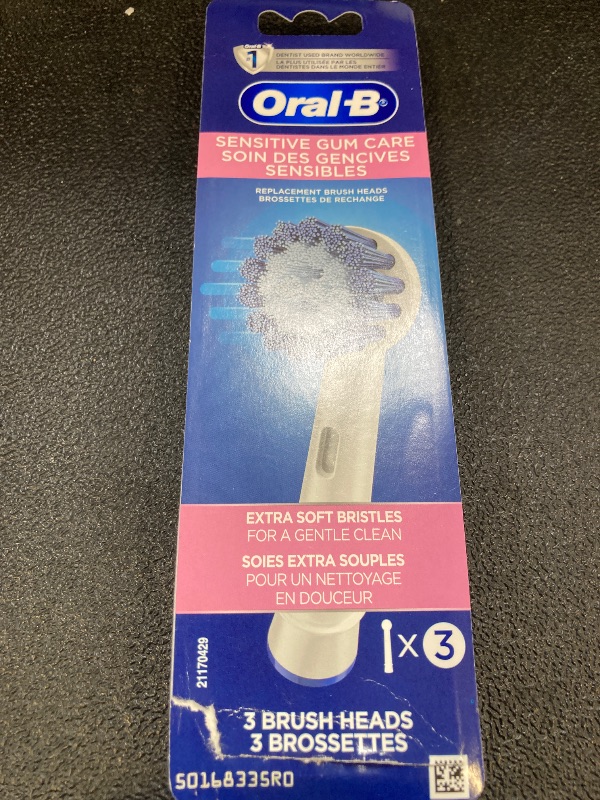 Oral-B
1
DENTIST USED BRAND WORLDWIDE
LA PLUS UTILISÉE PAR LES
DENTISTES DANS LE MONDE ENTIER
Oral-B®
SENSITIVE GUM CARE
SOIN DES GENCIVES
SENSIBLES
REPLACEMENT BRUSH HEADS
BROSSETTES DE RECHANGE
EXTRA SOFT BRISTLES
FOR A GENTLE CLEAN
SOIES EXTRA SOUPLES
POUR UN NETTOYAGE
EN DOUCEUR
X 3
21170429
3 BRUSH HEADS
3 BROSSETTES
50168335R0